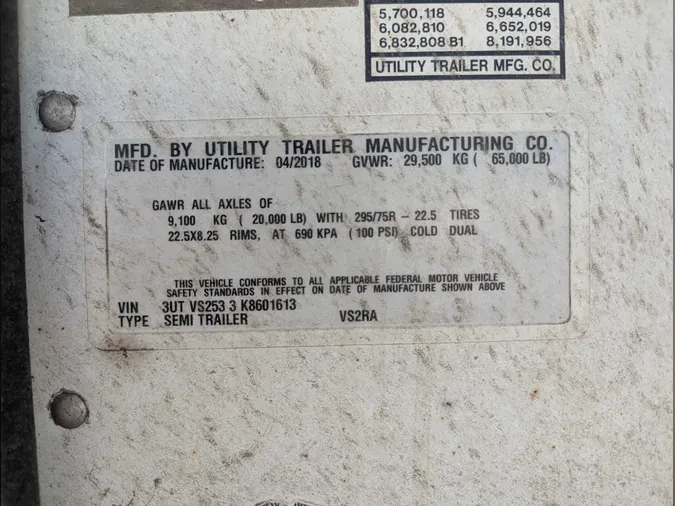 5,700,118 5,944,464
6,082,810 6,652,019
6,832,808 B1 8,191,956
UTILITY TRAILER MFG. CO.
MFD. BY UTILITY TRAILER MANUFACTURING CO.
DATE OF MANUFACTURE: 04/2018 GVWR: 29,500 KG ( 65,000 LB)
GAWR ALL AXLES OF
9,100 KG ( 20,000 LB) WITH 295/75R - 22.5 TIRES
22.5X8.25 RIMS, AT 690 KPA (100 PSI) COLD DUAL
THIS VEHICLE CONFORMS TO ALL APPLICABLE FEDERAL MOTOR VEHICLE
SAFETY STANDARDS IN EFFECT ON DATE OF MANUFACTURE SHOWN ABOVE
VIN 3UT VS253 3 K8601613
TYPE SEMI TRAILER VS2RA